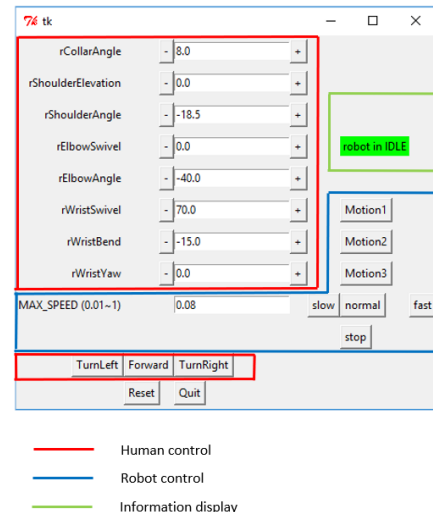 tk
rCollarAngle - 8.0 +
rShoulderElevation - 0.0 +
rShoulderAngle - -18.5 +
rElbowSwivel - 0.0 + robot in IDLE
rElbowAngle - -40.0 +
rWristSwivel - 70.0 + Motion1
rWristBend - -15.0 + Motion2
rWristYaw - 0.0 + Motion3
MAX_SPEED (0.01~1) 0.08 slow normal fast
stop
TurnLeft Forward TurnRight
Reset Quit
Human control
Robot control
Information display